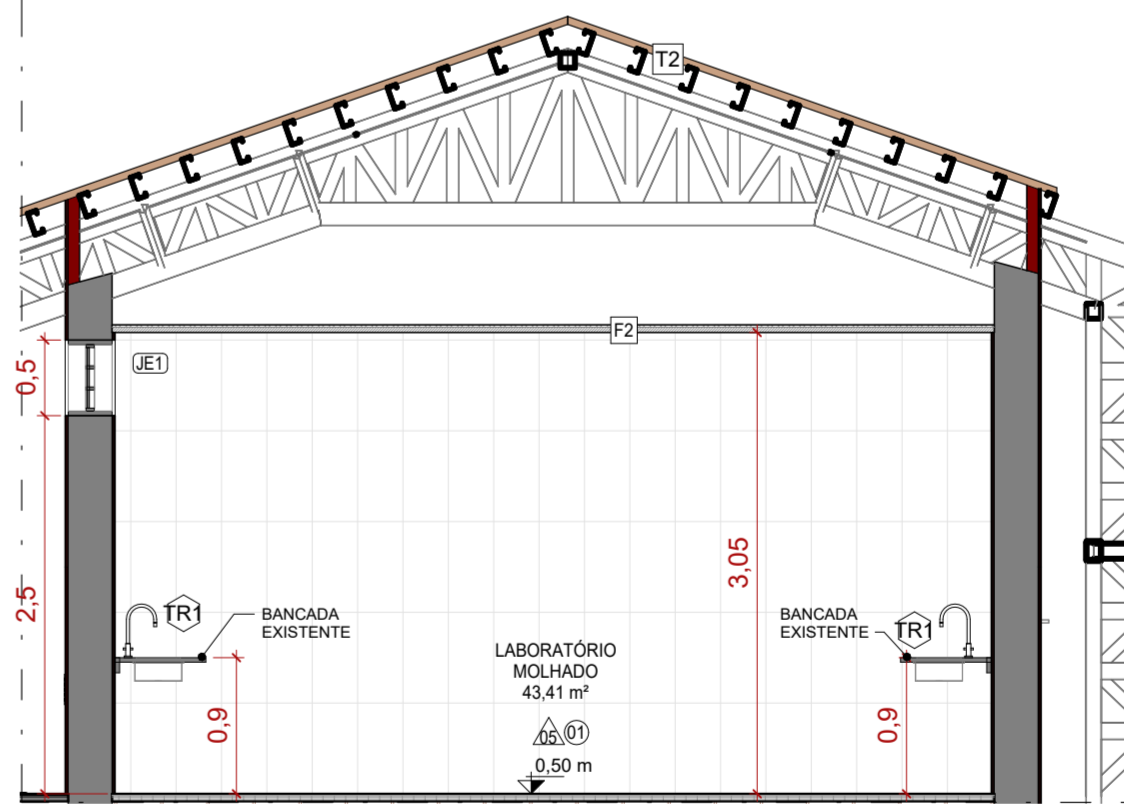 T2
F2
JE1
0,5
2,5
3,05
TR1
BANCADA
EXISTENTE
BANCADA
EXISTENTE
TR1
LABORATÓRIO
MOLHADO
43,41 m²
05 01
0,50 m
0,9
0,9